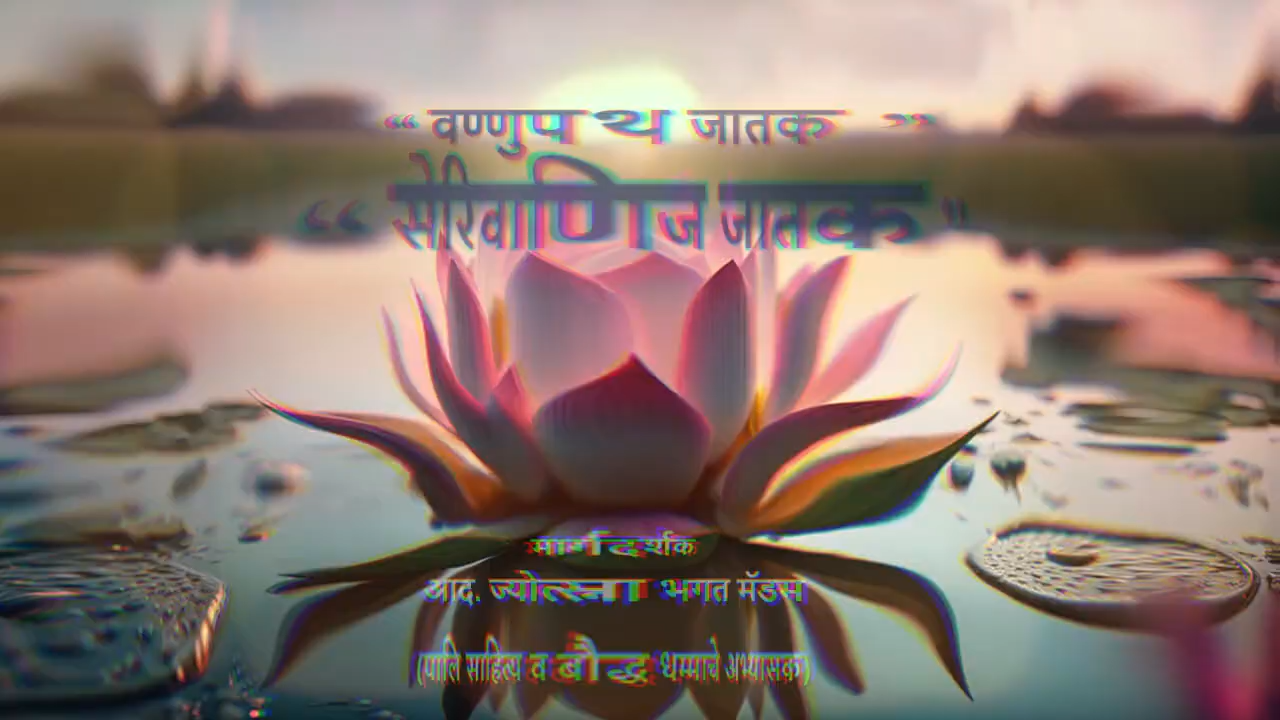 “ वण्णुपथ जातक ”
“ सेरिवाणिज जातक "
मार्गदर्शक
आद. ज्योत्स्ना भगत मॅडम
(पालि साहित्य व बौद्ध धम्माचे अभ्यासक)